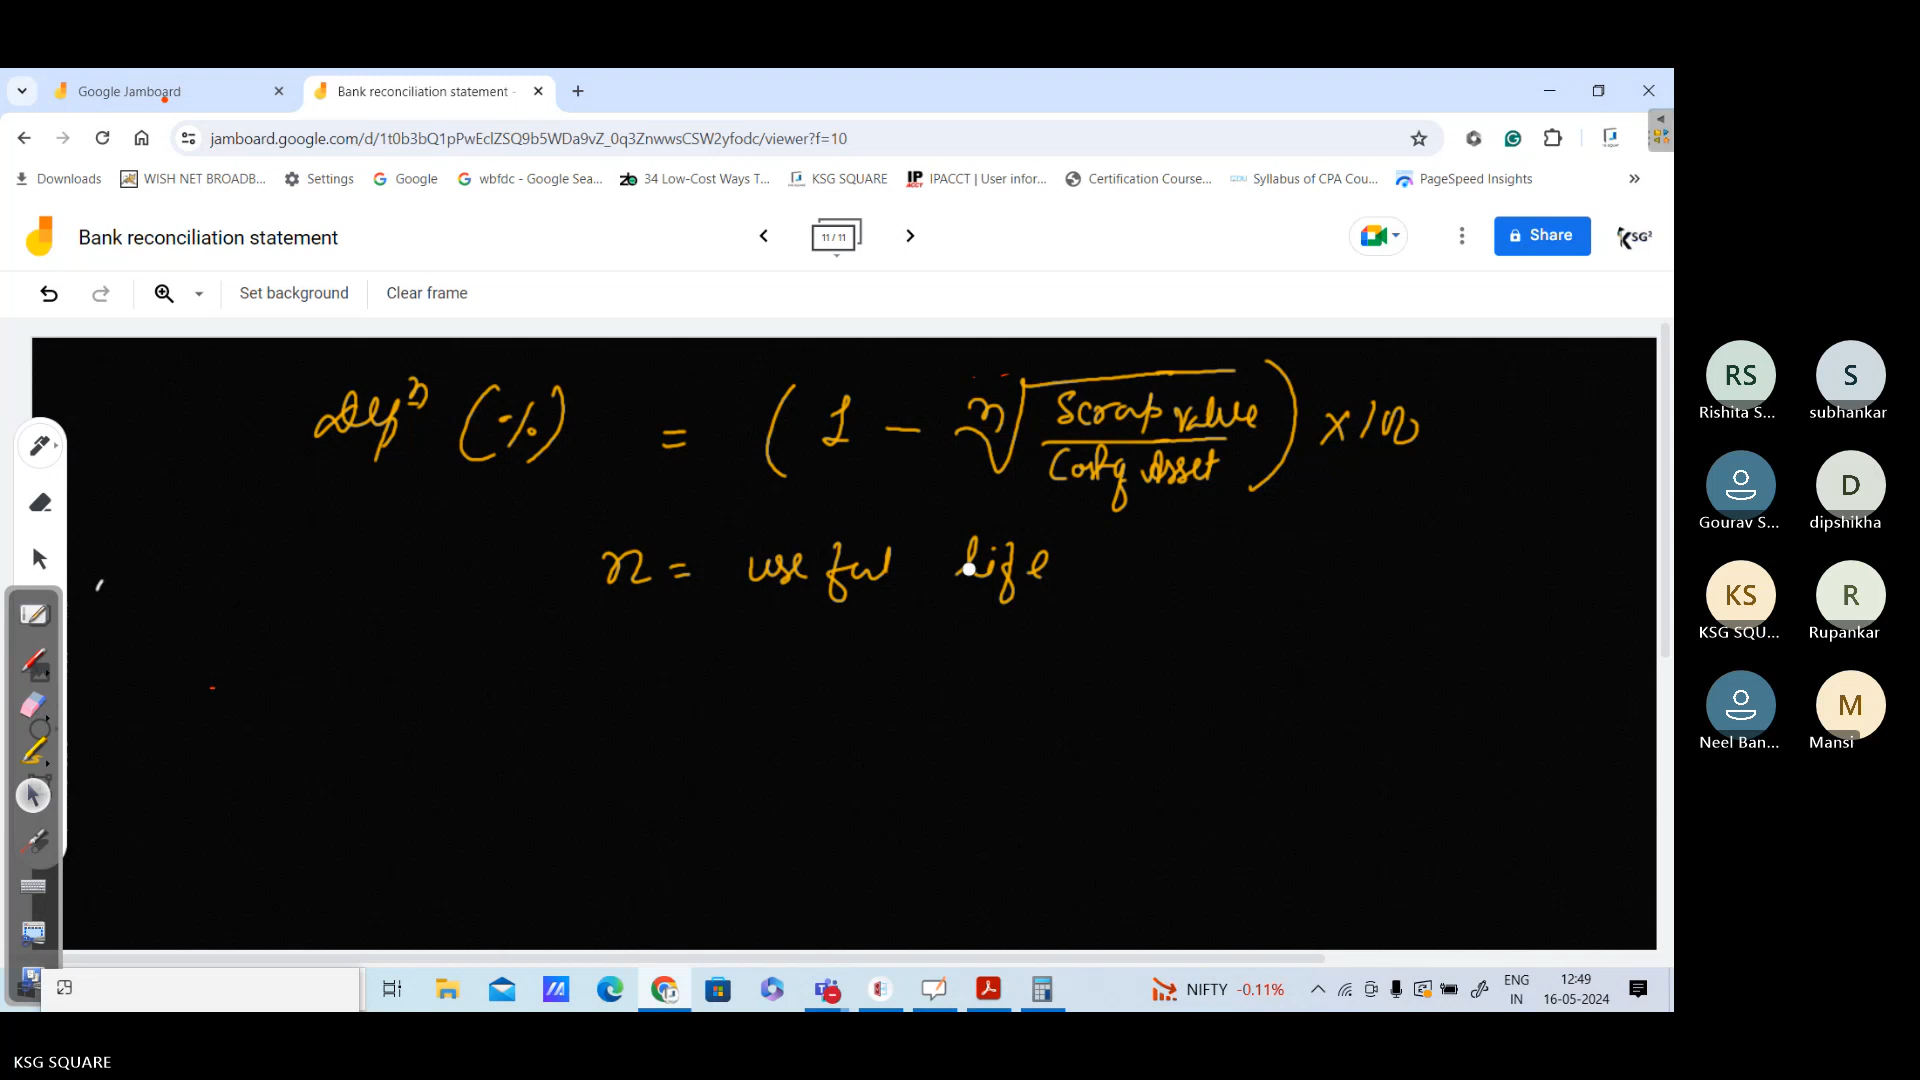 Google Jamboard
Bank reconciliation statement -
jamboard.google.com/d/1t0b3bQ1pPwEclZSQ9b5WDa9vZ_0q3ZnwwsCSW2yfodc/viewer?f=10
Downloads WISH NET BROADB... Settings Google wbfdc - Google Sea... 34 Low-Cost Ways T... KSG SQUARE IPACCT | User infor... Certification Course... Syllabus of CPA Cou... PageSpeed Insights »
Bank reconciliation statement 11 / 11 Share KSG²
Set background Clear frame
Depⁿ (%) = ( 1 - ⁿ√ Scrap value / Cost of Asset ) × 100
n = useful life
RS S
Rishita S... subhankar
D
Gourav S... dipshikha
KS R
KSG SQU... Rupankar
M
Neel Ban... Mansi
NIFTY -0.11% ENG IN 12:49 16-05-2024
KSG SQUARE